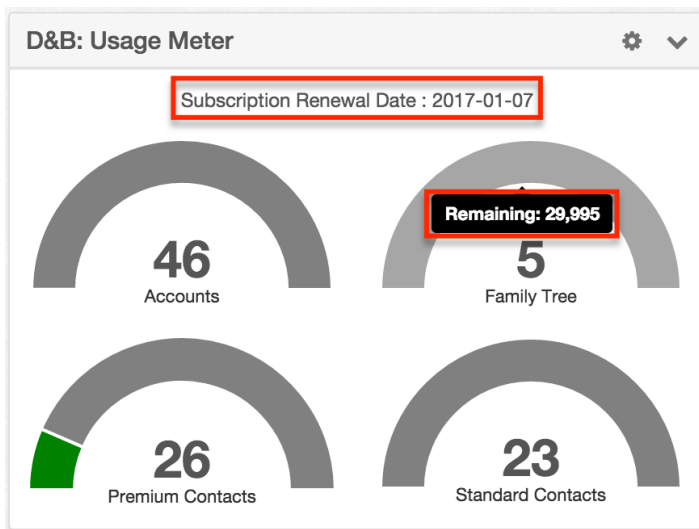 D&B: Usage Meter
Subscription Renewal Date : 2017-01-07
Remaining: 29,995
46
Accounts
5
Family Tree
26
Premium Contacts
23
Standard Contacts